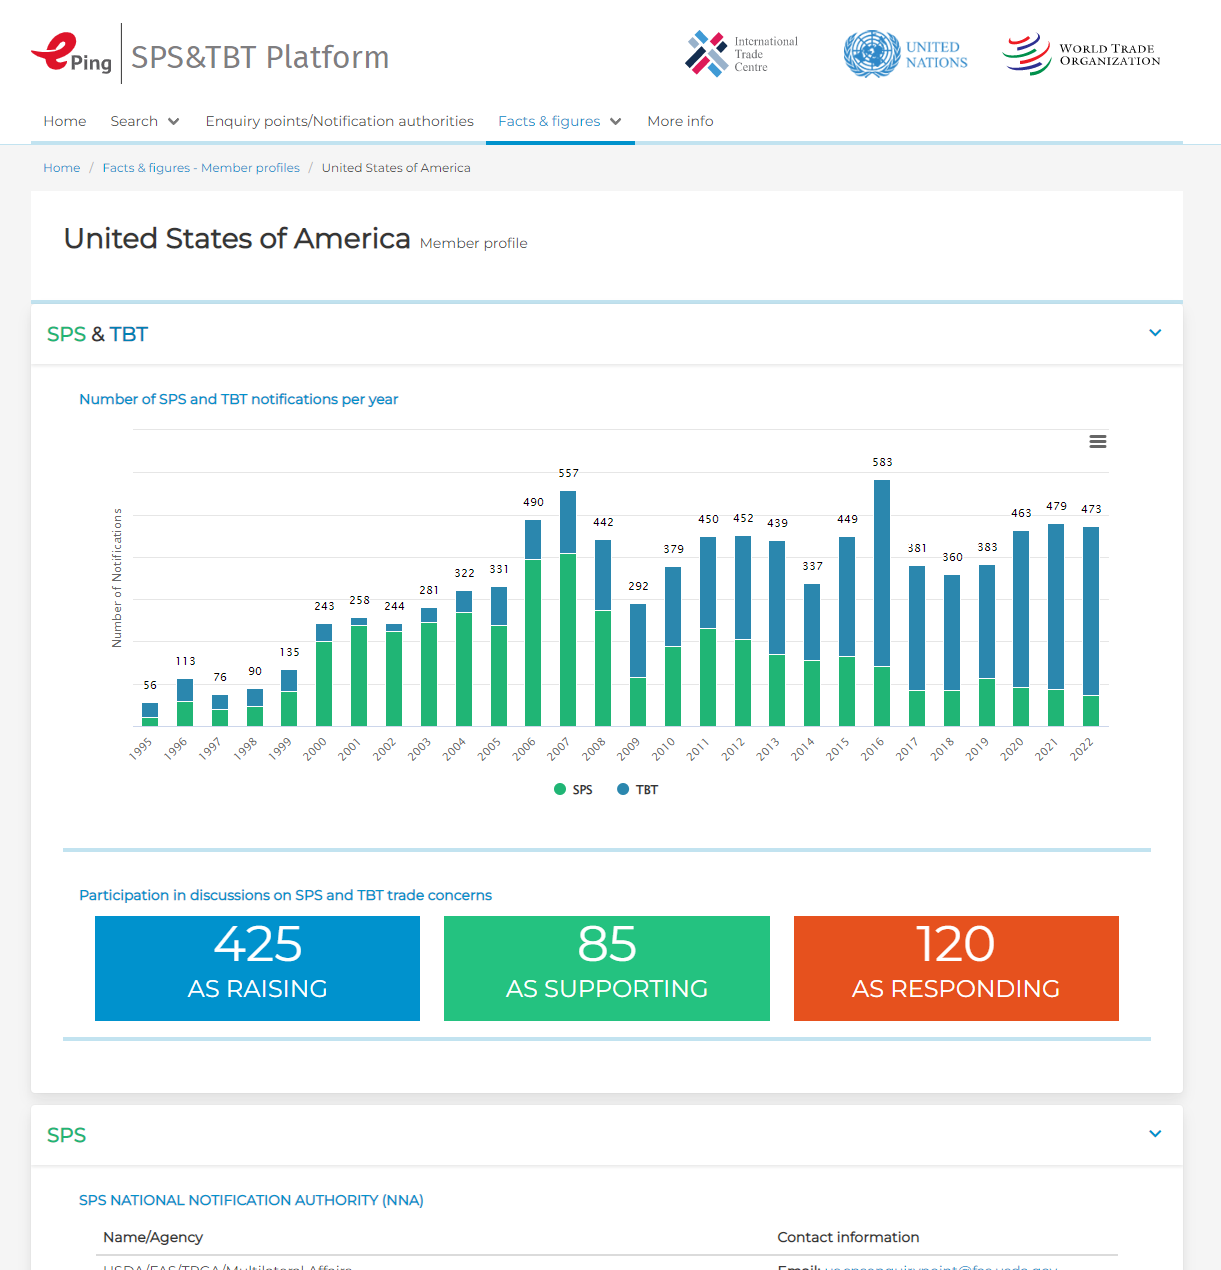 ePing
SPS&TBT Platform
International
Trade
Centre
UNITED
NATIONS
WORLD TRADE
ORGANIZATION
Home Search Enquiry points/Notification authorities Facts & figures More info
Home / Facts & figures - Member profiles / United States of America
United States of America Member profile
SPS & TBT
Number of SPS and TBT notifications per year
Number of Notifications
56 113 76 90 135 243 258 244 281 322 331 490 557 442 292 379 450 452 439 337 449 583 381 360 383 463 479 473
1995 1996 1997 1998 1999 2000 2001 2002 2003 2004 2005 2006 2007 2008 2009 2010 2011 2012 2013 2014 2015 2016 2017 2018 2019 2020 2021 2022
SPS TBT
Participation in discussions on SPS and TBT trade concerns
425 85 120
AS RAISING AS SUPPORTING AS RESPONDING
SPS
SPS NATIONAL NOTIFICATION AUTHORITY (NNA)
Name/Agency Contact information
USDA/FAS/TPGA/Multilateral Affairs Email: